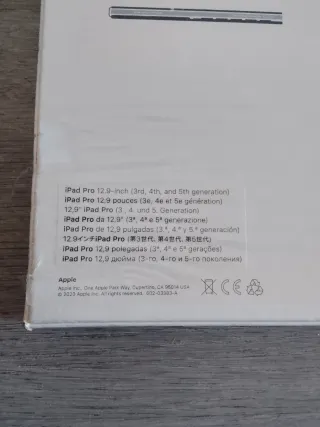 iPad Pro 12.9-inch (3rd, 4th, and 5th generation)
iPad Pro 12,9 pouces (3e, 4e et 5e génération)
12,9" iPad Pro (3., 4. und 5. Generation)
iPad Pro da 12,9" (3ª, 4ª e 5ª generazione)
iPad Pro de 12,9 pulgadas (3.ª, 4.ª y 5.ª generación)
12.9インチiPad Pro (第3世代、第4世代、第5世代)
iPad Pro 12,9 polegadas (3ª, 4ª e 5ª gerações)
iPad Pro 12,9 дюйма (3-го, 4-го и 5-го поколения)
Apple
Apple Inc., One Apple Park Way, Cupertino, CA 95014 USA
Apple Inc. All rights reserved.